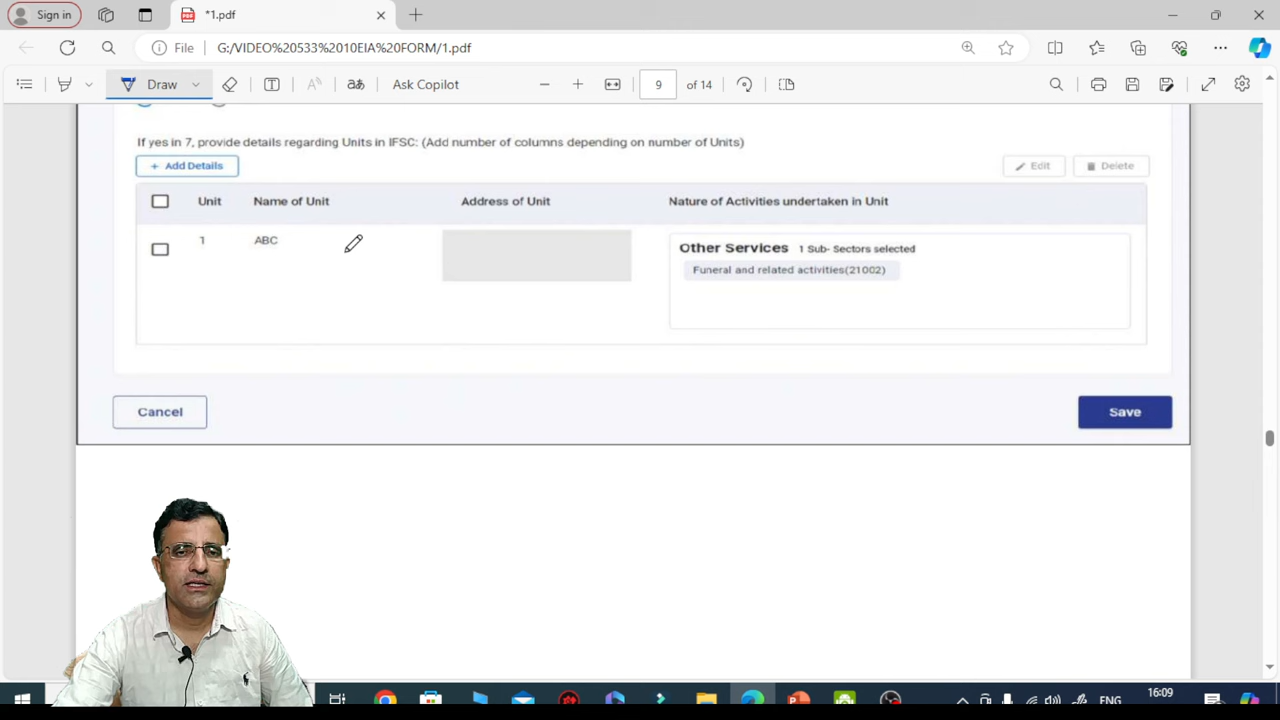 Sign in
*1.pdf
File
G:/VIDEO%20533%2010EIA%20FORM/1.pdf
Draw
Ask Copilot
9 of 14
If yes in 7, provide details regarding Units in IFSC: (Add number of columns depending on number of Units)
+ Add Details
Edit
Delete
Unit
Name of Unit
Address of Unit
Nature of Activities undertaken in Unit
1
ABC
Other Services 1 Sub- Sectors selected
Funeral and related activities(21002)
Cancel
Save
ENG
16:09